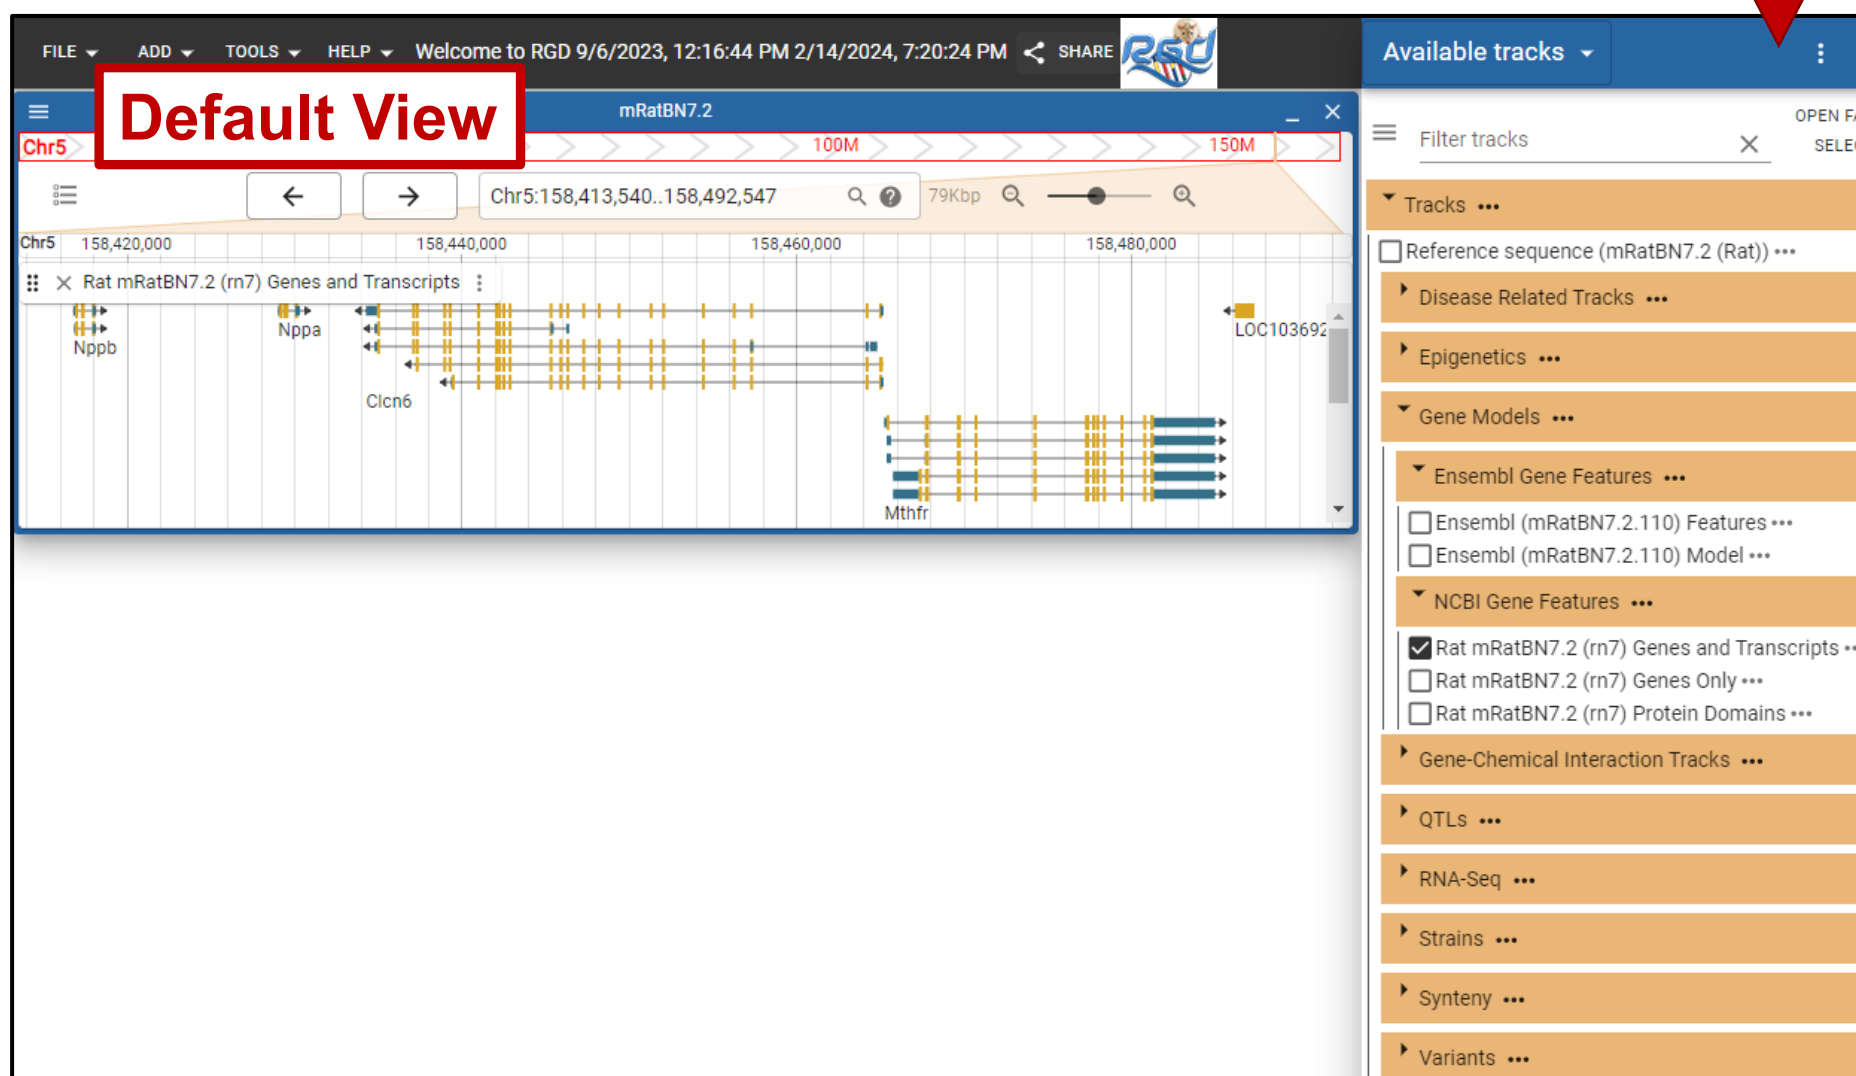 FILE ADD TOOLS HELP Welcome to RGD 9/6/2023, 12:16:44 PM 2/14/2024, 7:20:24 PM SHARE RGD
Default View
mRatBN7.2
Chr5 100M 150M
Chr5:158,413,540..158,492,547 79Kbp
Chr5 158,420,000 158,440,000 158,460,000 158,480,000
Rat mRatBN7.2 (rn7) Genes and Transcripts
Nppb
Nppa
Clcn6
Mthfr
LOC103692
Available tracks
Filter tracks
OPEN FA
SELEC
Tracks
Reference sequence (mRatBN7.2 (Rat))
Disease Related Tracks
Epigenetics
Gene Models
Ensembl Gene Features
Ensembl (mRatBN7.2.110) Features
Ensembl (mRatBN7.2.110) Model
NCBI Gene Features
Rat mRatBN7.2 (rn7) Genes and Transcripts
Rat mRatBN7.2 (rn7) Genes Only
Rat mRatBN7.2 (rn7) Protein Domains
Gene-Chemical Interaction Tracks
QTLs
RNA-Seq
Strains
Synteny
Variants